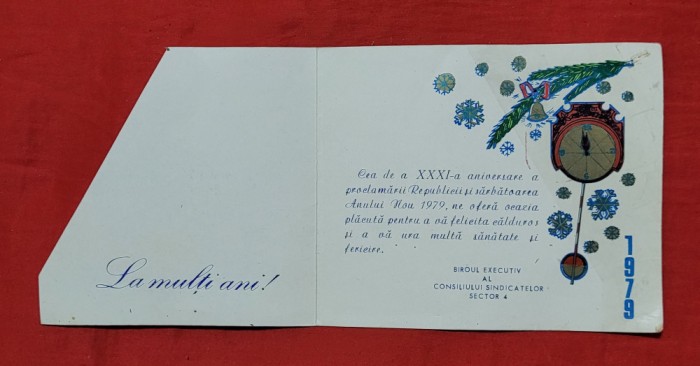 La mulți ani!
Cea de a XXXI-a aniversare a
proclamării Republicii și sărbătoarea
Anului Nou 1979, ne oferă ocazia
plăcută pentru a vă felicita călduros
și a vă ura multă sănătate și
fericire.
BIROUL EXECUTIV
AL
CONSILIULUI SINDICATELOR
SECTOR 4
1979